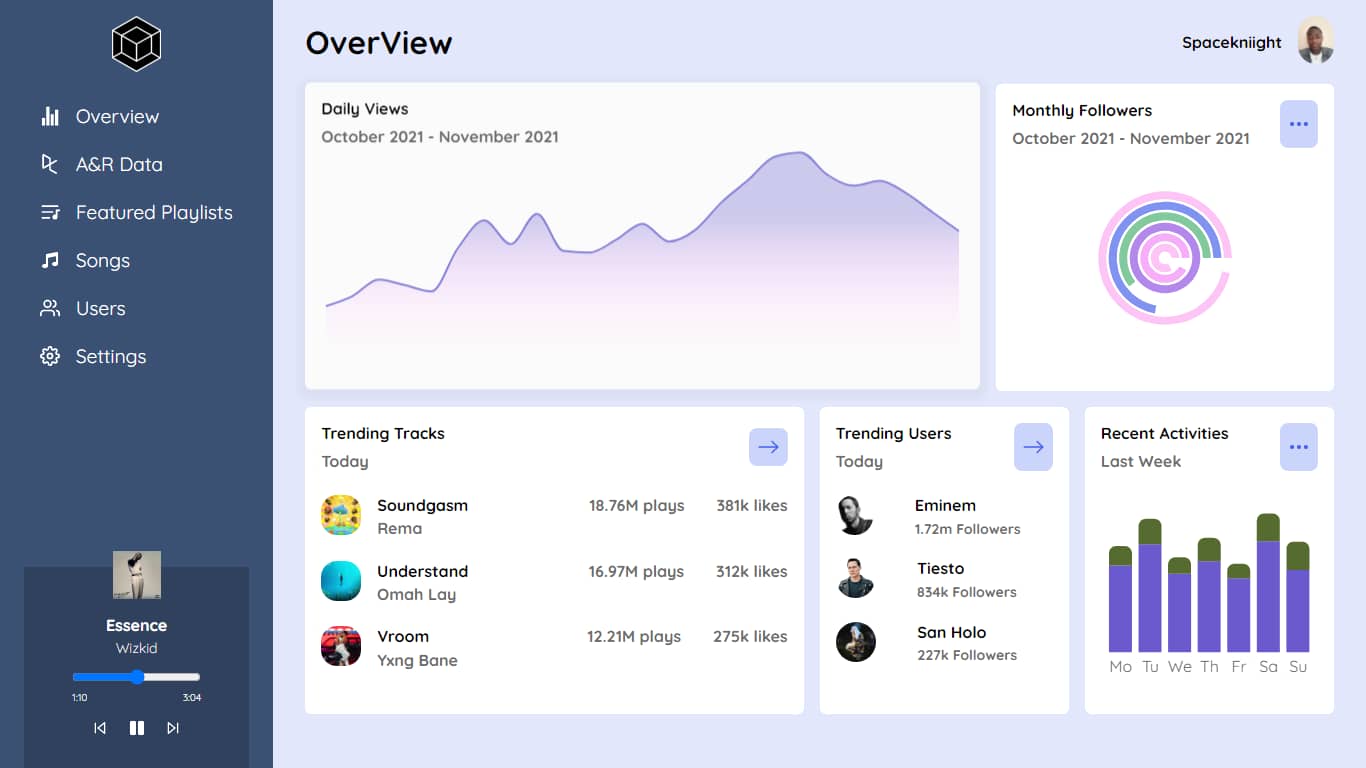 Overview
A&R Data
Featured Playlists
Songs
Users
Settings
Essence
Wizkid
1:10 3:04
OverView
Spacekniight
Daily Views
October 2021 - November 2021
Monthly Followers
October 2021 - November 2021
Trending Tracks
Today
Soundgasm 18.76M plays 381k likes
Rema
Understand 16.97M plays 312k likes
Omah Lay
Vroom 12.21M plays 275k likes
Yxng Bane
Trending Users
Today
Eminem
1.72m Followers
Tiesto
834k Followers
San Holo
227k Followers
Recent Activities
Last Week
Mo Tu We Th Fr Sa Su